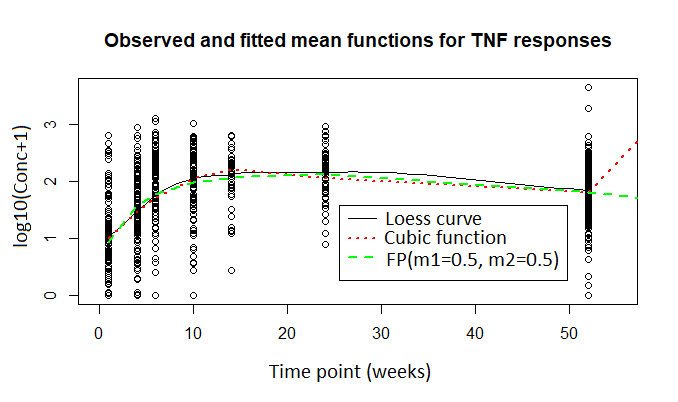 Observed and fitted mean functions for TNF responses
log10(Conc+1)
3
2
1
0
Loess curve
Cubic function
FP(m1=0.5, m2=0.5)
0 10 20 30 40 50
Time point (weeks)